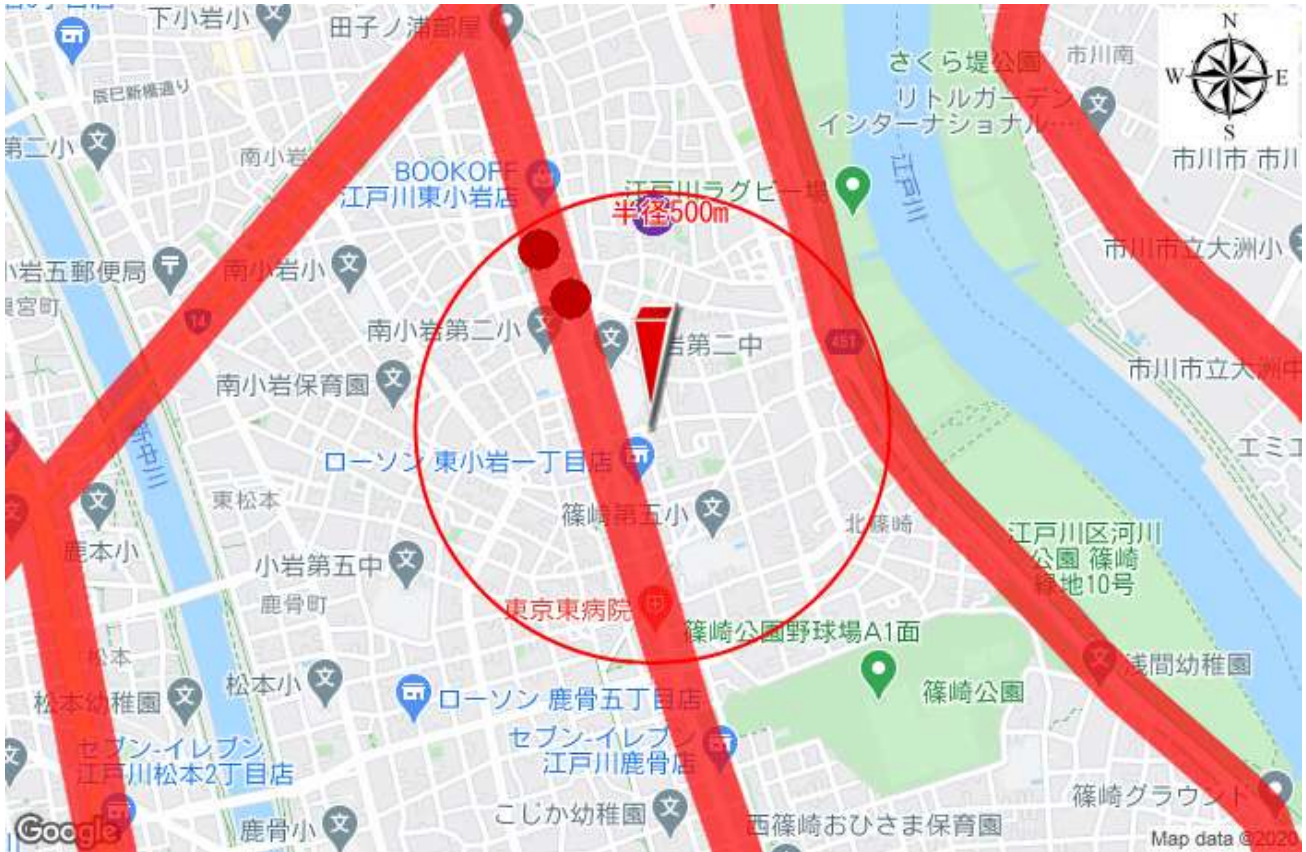 下小岩小
田子ノ浦部屋
辰巳新橋通り
第二小
南小岩
BOOKOFF
江戸川東小岩店
さくら堤公園
市川南
リトルガーデン
インターナショナル…
N
W
E
S
市川市 市川
江戸川ラグビー場
半径500m
江戸川
市川市立大洲小
小岩五郵便局
南小岩小
14
南小岩第二小
岩第二中
451
南小岩保育園
市川市立大洲中
新中川
ローソン 東小岩一丁目店
東松本
篠崎第五小
北篠崎
鹿本小
小岩第五中
鹿骨町
江戸川区河川
公園 篠崎
緑地10号
東京東病院
篠崎公園野球場A1面
松本
松本小
松本幼稚園
ローソン 鹿骨五丁目店
篠崎公園
浅間幼稚園
セブン-イレブン
江戸川松本2丁目店
セブン-イレブン
江戸川鹿骨店
篠崎グラウンド
こじか幼稚園
西篠崎おひさま保育園
鹿骨小
Google
Map data ©2020